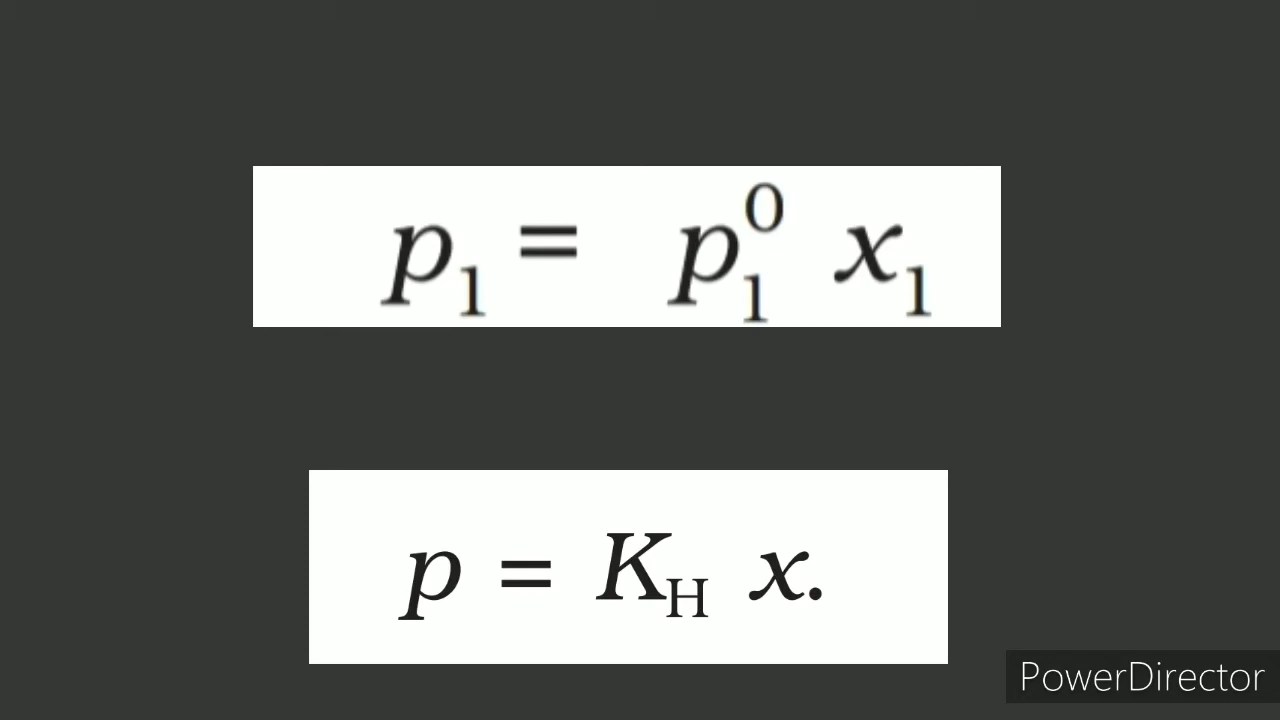 p₁ = p₁⁰ x₁
p = K_H x.
PowerDirector